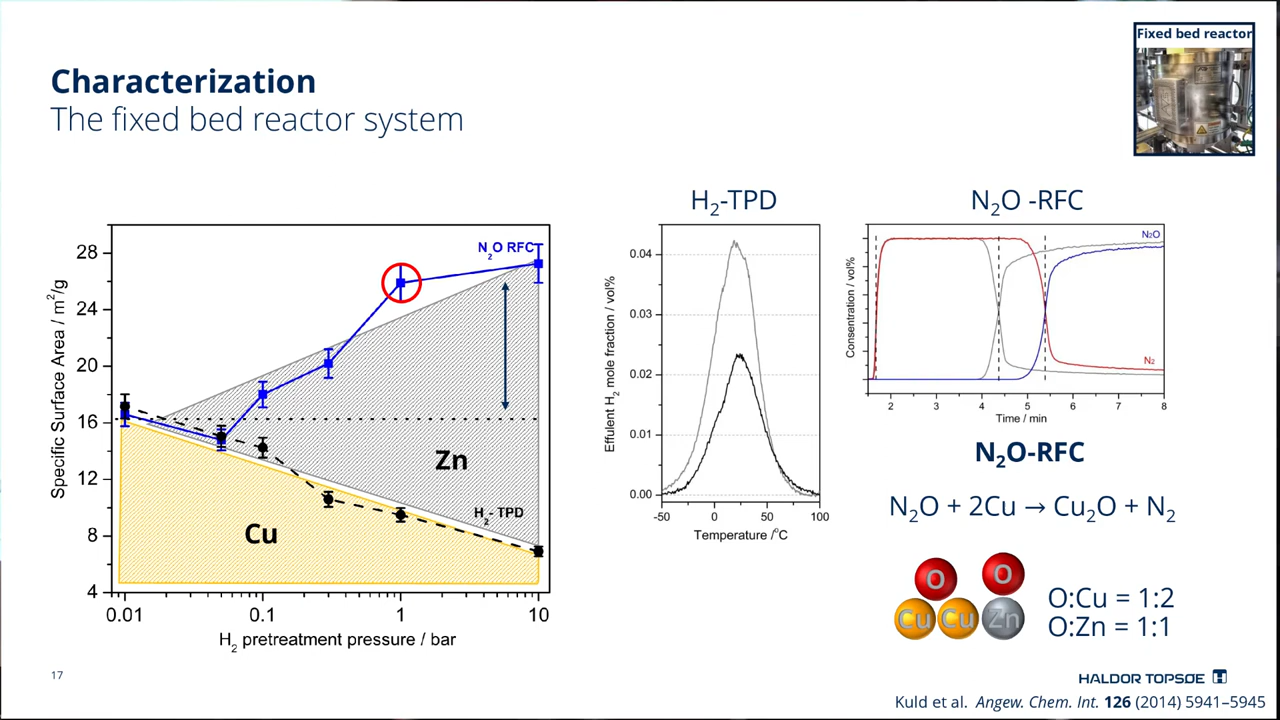 Fixed bed reactor
Characterization
The fixed bed reactor system
H2-TPD
N2O -RFC
Specific Surface Area / m2/g
28
24
20
16
12
8
4
0.01
0.1
1
10
H2 pretreatment pressure / bar
N2O RFC
Zn
Cu
H2- TPD
Effulent H2 mole fraction / vol%
0.04
0.03
0.02
0.01
0.00
-50
0
50
100
Temperature /°C
Consentration / vol%
N2O
N2
2
3
4
5
6
7
8
Time / min
N2O-RFC
N2O + 2Cu → Cu2O + N2
O
O
Cu
Cu
Zn
O:Cu = 1:2
O:Zn = 1:1
17
HALDOR TOPSØE H
Kuld et al. Angew. Chem. Int. 126 (2014) 5941–5945